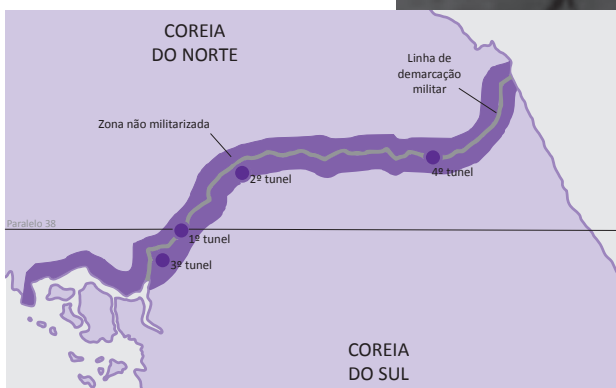 COREIA
DO NORTE
Linha de
demarcação
militar
Zona não militarizada
2º tunel
4º tunel
Paralelo 38
1º tunel
3º tunel
COREIA
DO SUL